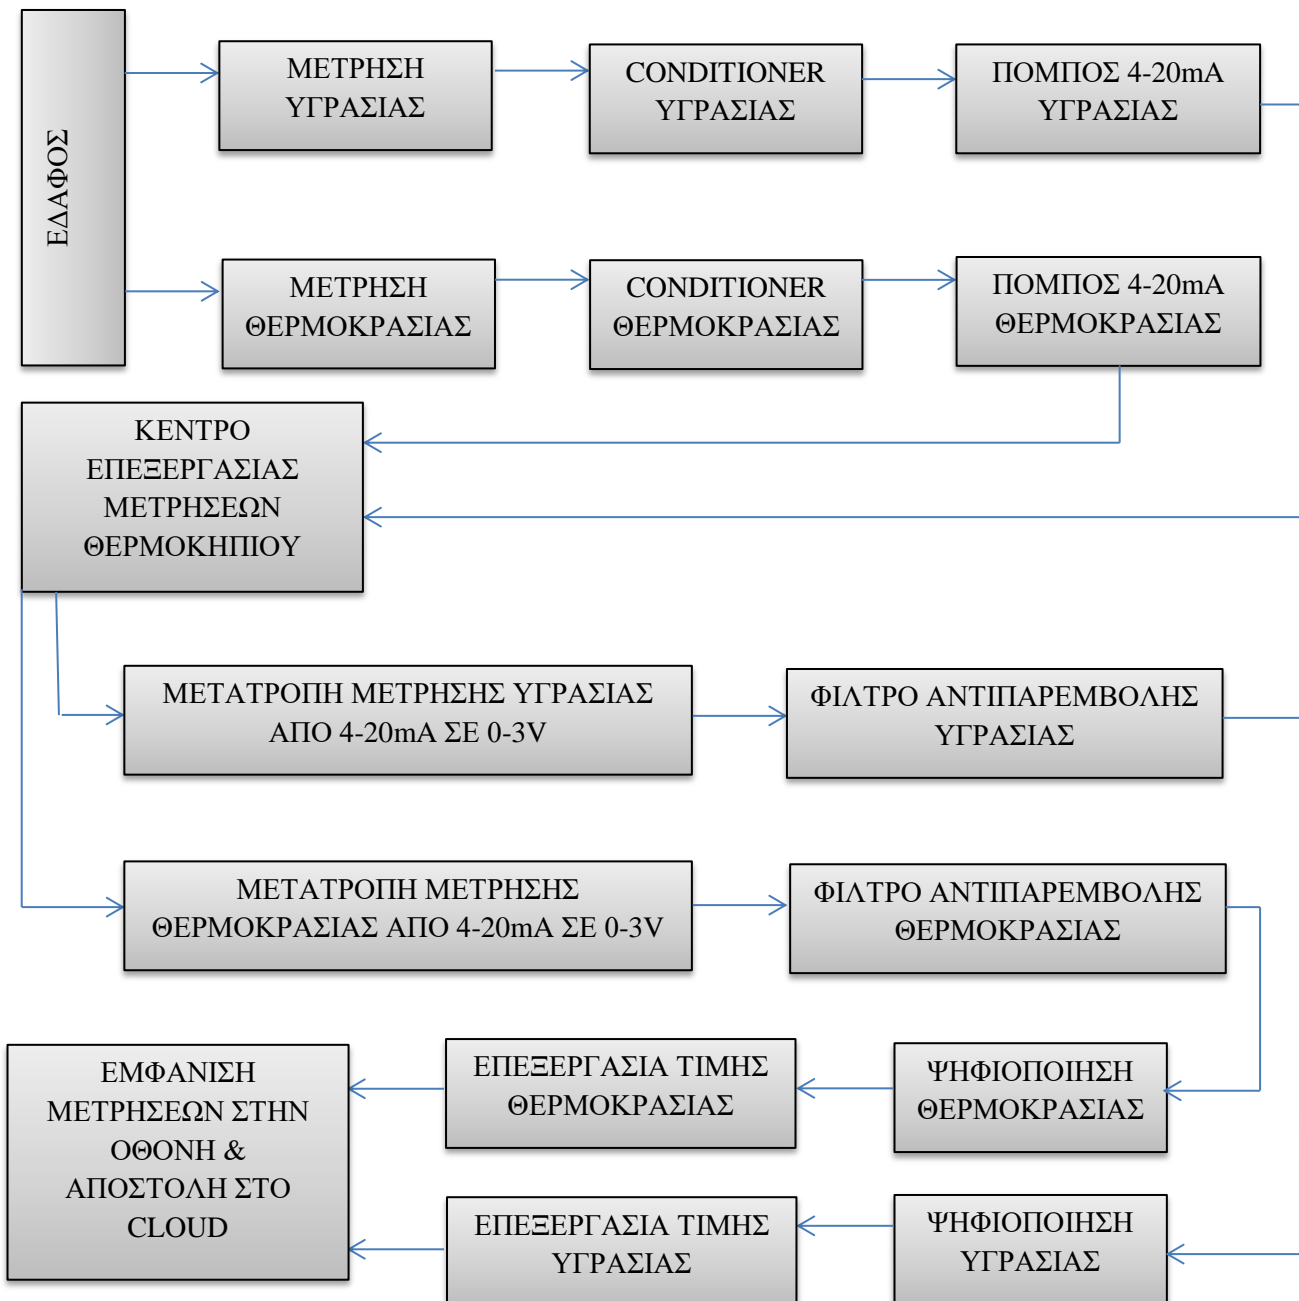 ΕΔΑΦΟΣ
ΜΕΤΡΗΣΗ
ΥΓΡΑΣΙΑΣ
CONDITIONER
ΥΓΡΑΣΙΑΣ
ΠΟΜΠΟΣ 4-20mA
ΥΓΡΑΣΙΑΣ
ΜΕΤΡΗΣΗ
ΘΕΡΜΟΚΡΑΣΙΑΣ
CONDITIONER
ΘΕΡΜΟΚΡΑΣΙΑΣ
ΠΟΜΠΟΣ 4-20mA
ΘΕΡΜΟΚΡΑΣΙΑΣ
ΚΕΝΤΡΟ
ΕΠΕΞΕΡΓΑΣΙΑΣ
ΜΕΤΡΗΣΕΩΝ
ΘΕΡΜΟΚΗΠΙΟΥ
ΜΕΤΑΤΡΟΠΗ ΜΕΤΡΗΣΗΣ ΥΓΡΑΣΙΑΣ
ΑΠΟ 4-20mA ΣΕ 0-3V
ΦΙΛΤΡΟ ΑΝΤΙΠΑΡΕΜΒΟΛΗΣ
ΥΓΡΑΣΙΑΣ
ΜΕΤΑΤΡΟΠΗ ΜΕΤΡΗΣΗΣ
ΘΕΡΜΟΚΡΑΣΙΑΣ ΑΠΟ 4-20mA ΣΕ 0-3V
ΦΙΛΤΡΟ ΑΝΤΙΠΑΡΕΜΒΟΛΗΣ
ΘΕΡΜΟΚΡΑΣΙΑΣ
ΕΜΦΑΝΙΣΗ
ΜΕΤΡΗΣΕΩΝ ΣΤΗΝ
ΟΘΟΝΗ &
ΑΠΟΣΤΟΛΗ ΣΤΟ
CLOUD
ΕΠΕΞΕΡΓΑΣΙΑ ΤΙΜΗΣ
ΘΕΡΜΟΚΡΑΣΙΑΣ
ΨΗΦΙΟΠΟΙΗΣΗ
ΘΕΡΜΟΚΡΑΣΙΑΣ
ΕΠΕΞΕΡΓΑΣΙΑ ΤΙΜΗΣ
ΥΓΡΑΣΙΑΣ
ΨΗΦΙΟΠΟΙΗΣΗ
ΥΓΡΑΣΙΑΣ